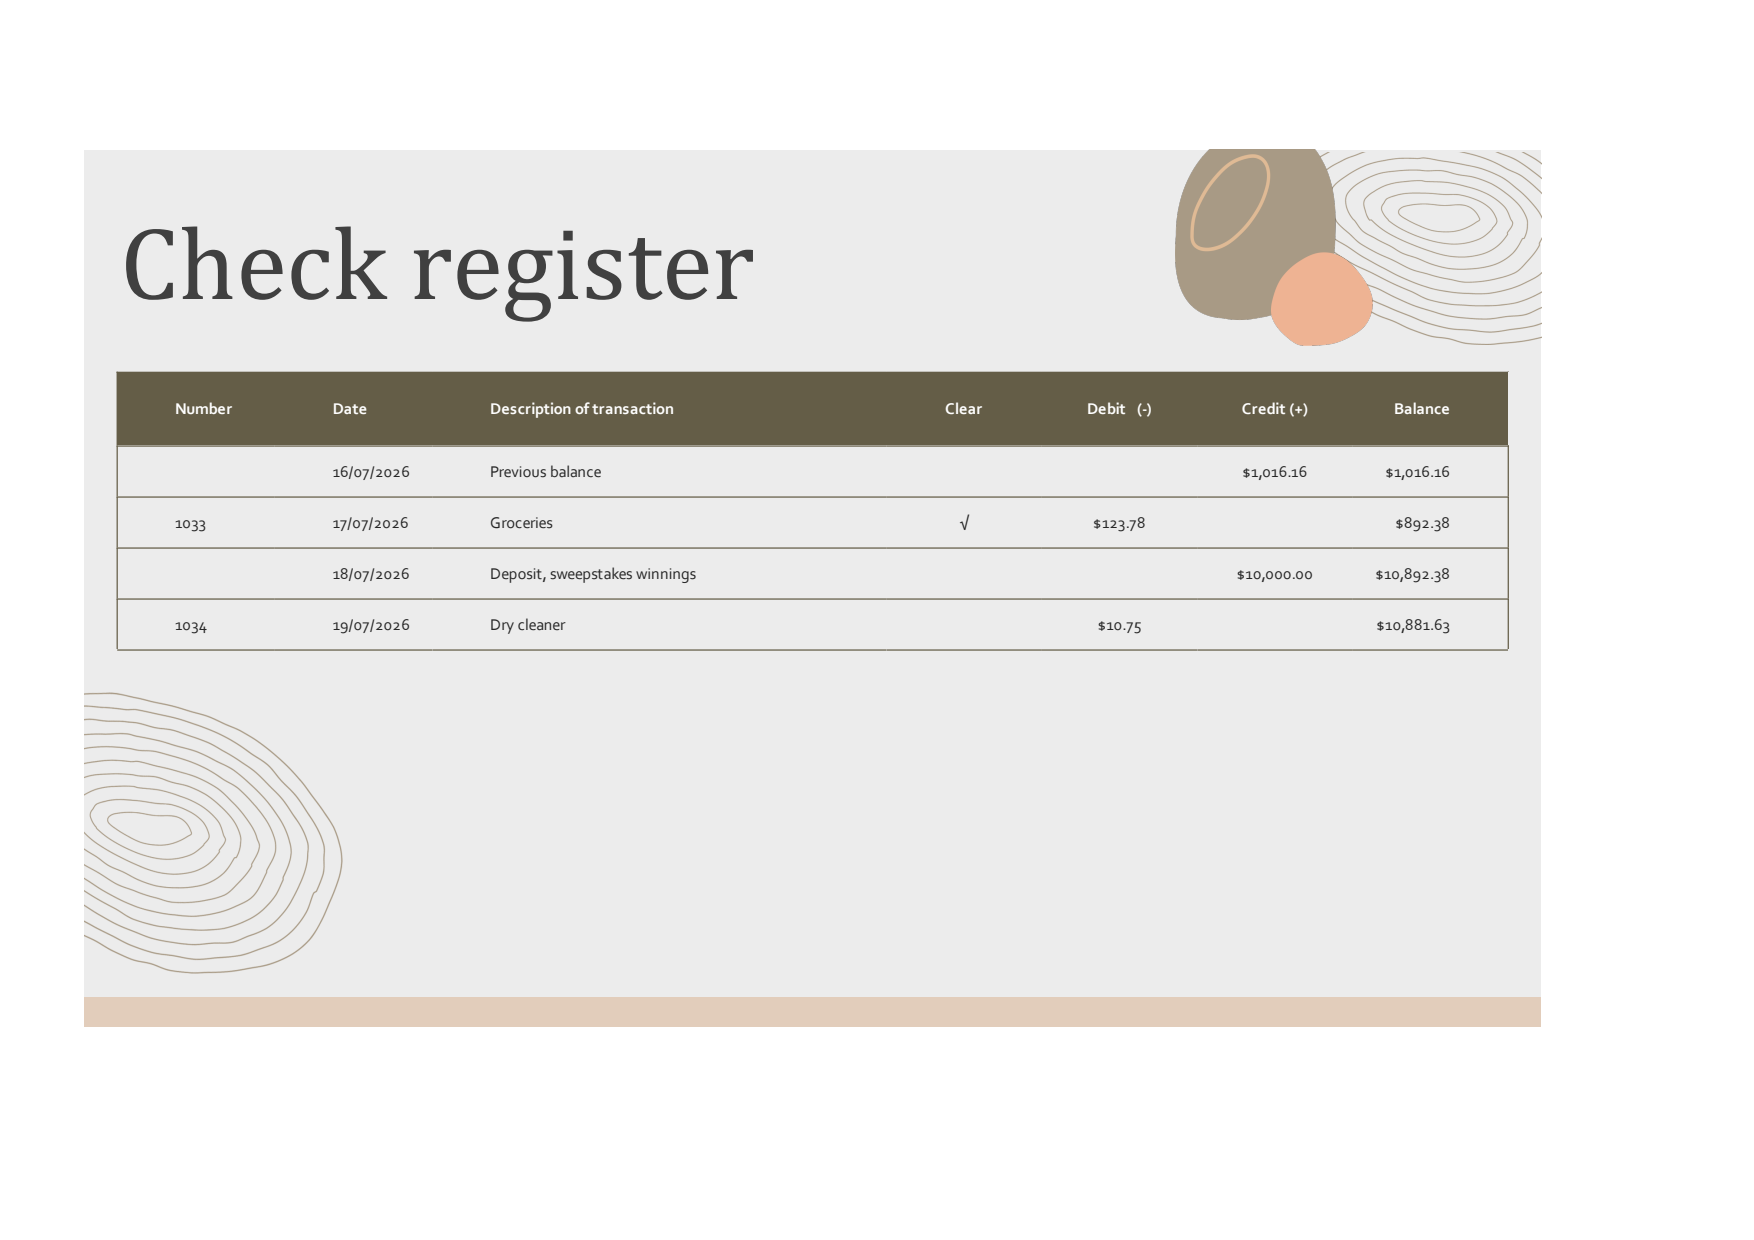 Check register
Number Date Description of transaction Clear Debit (-) Credit (+) Balance
16/07/2026 Previous balance $1,016.16 $1,016.16
1033 17/07/2026 Groceries √ $123.78 $892.38
18/07/2026 Deposit, sweepstakes winnings $10,000.00 $10,892.38
1034 19/07/2026 Dry cleaner $10.75 $10,881.63